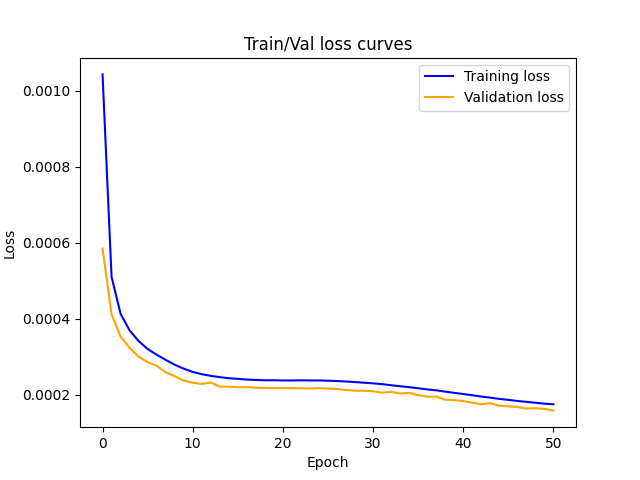 Train/Val loss curves
Training loss
Validation loss
0.0010
0.0008
0.0006
0.0004
0.0002
Loss
0 10 20 30 40 50
Epoch